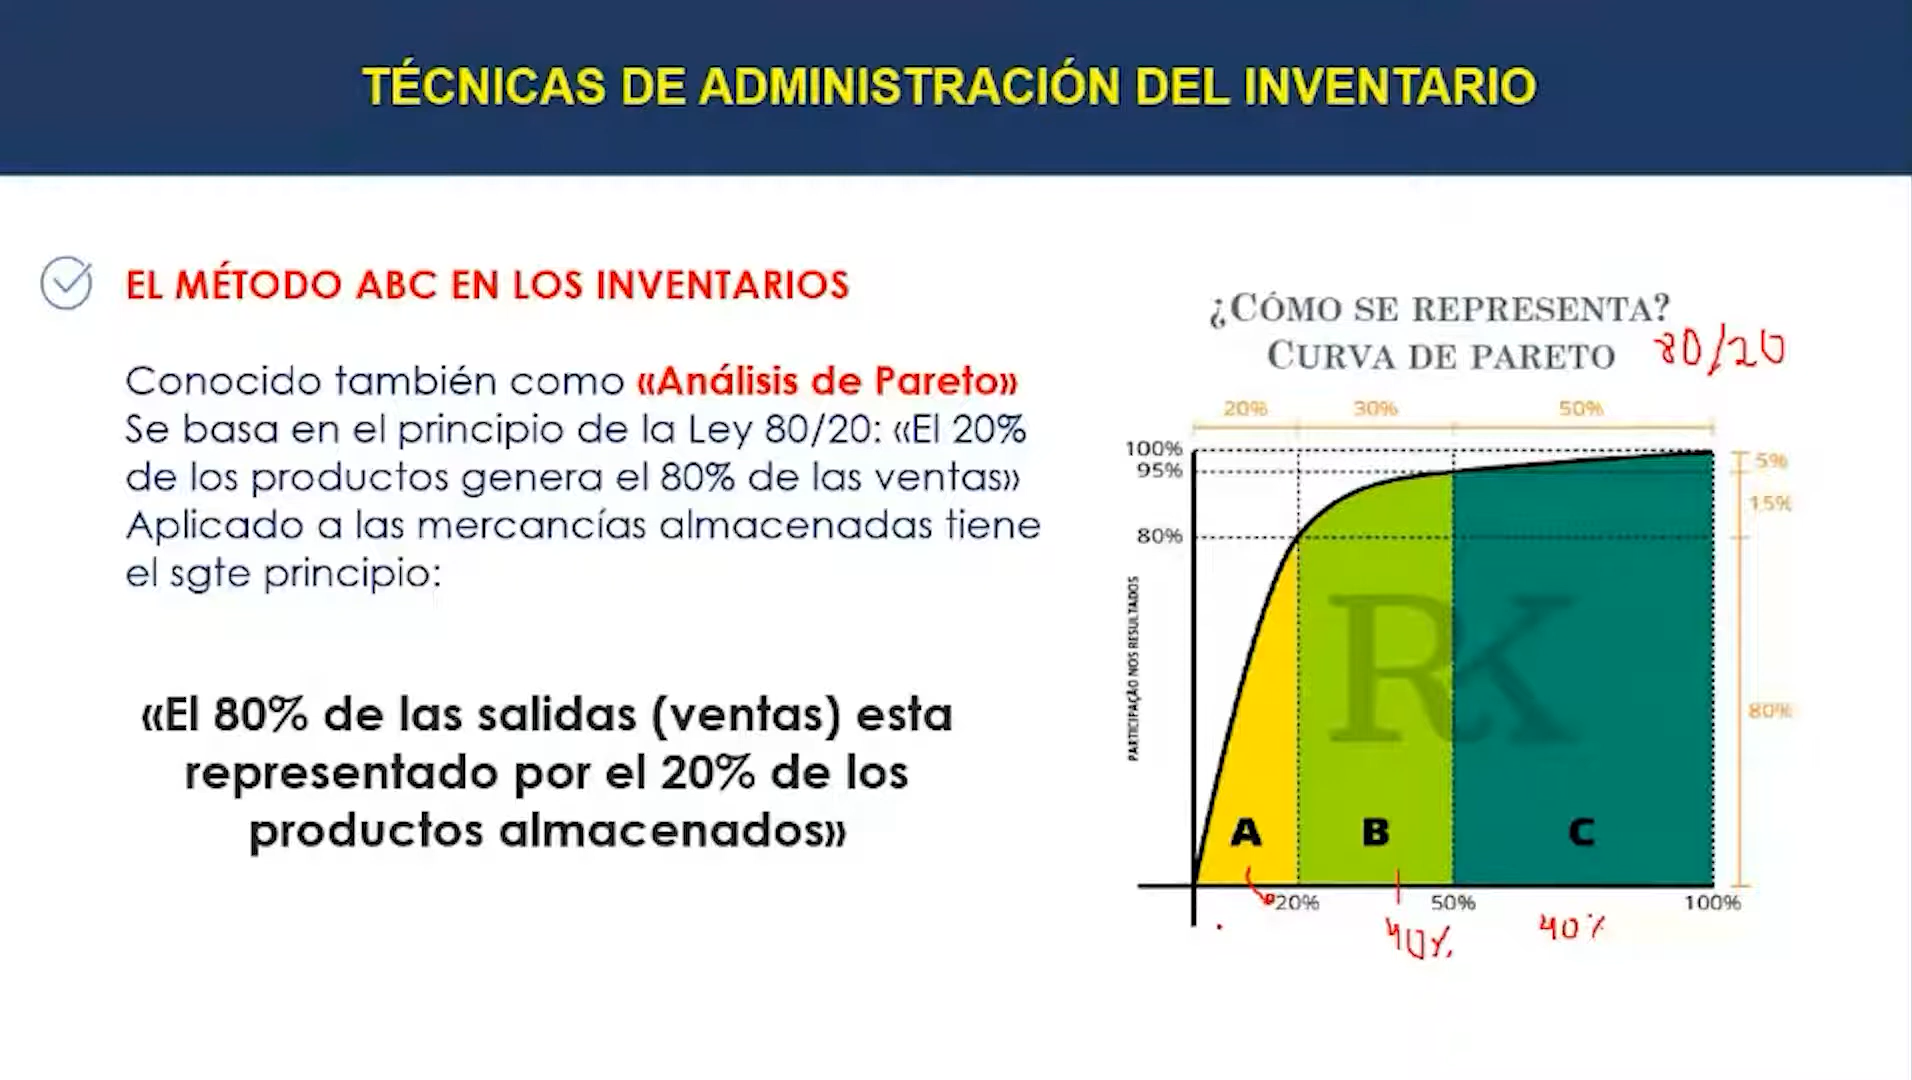 TÉCNICAS DE ADMINISTRACIÓN DEL INVENTARIO
EL MÉTODO ABC EN LOS INVENTARIOS
Conocido también como «Análisis de Pareto»
Se basa en el principio de la Ley 80/20: «El 20%
de los productos genera el 80% de las ventas»
Aplicado a las mercancías almacenadas tiene
el sgte principio:
«El 80% de las salidas (ventas) esta
representado por el 20% de los
productos almacenados»
¿CÓMO SE REPRESENTA?
CURVA DE PARETO
80/20
20% 30% 50%
100%
95%
80%
5%
15%
80%
PARTICIPAÇÃO NOS RESULTADOS
RK
A B C
20% 50% 100%
40% 40%